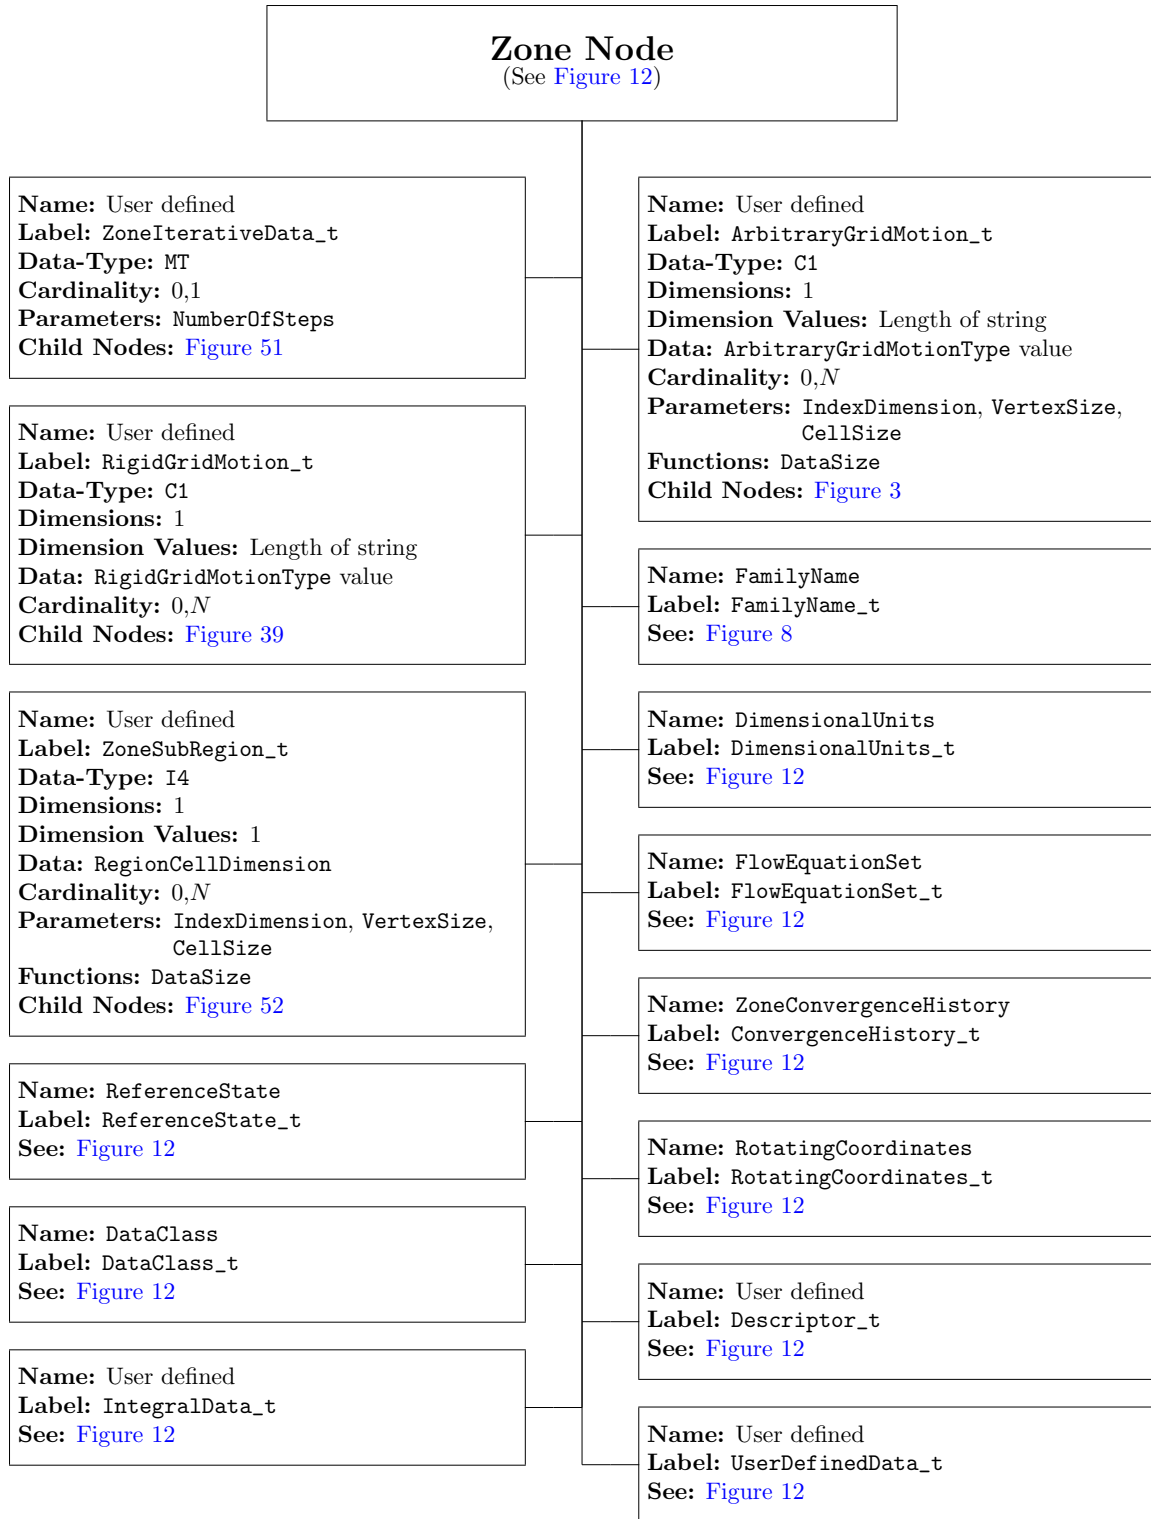 Zone Node
(See Figure 12)
Name: User defined
Label: ZoneIterativeData_t
Data-Type: MT
Cardinality: 0,1
Parameters: NumberOfSteps
Child Nodes: Figure 51
Name: User defined
Label: RigidGridMotion_t
Data-Type: C1
Dimensions: 1
Dimension Values: Length of string
Data: RigidGridMotionType value
Cardinality: 0,N
Child Nodes: Figure 39
Name: User defined
Label: ZoneSubRegion_t
Data-Type: I4
Dimensions: 1
Dimension Values: 1
Data: RegionCellDimension
Cardinality: 0,N
Parameters: IndexDimension, VertexSize,
CellSize
Functions: DataSize
Child Nodes: Figure 52
Name: ReferenceState
Label: ReferenceState_t
See: Figure 12
Name: DataClass
Label: DataClass_t
See: Figure 12
Name: User defined
Label: IntegralData_t
See: Figure 12
Name: User defined
Label: ArbitraryGridMotion_t
Data-Type: C1
Dimensions: 1
Dimension Values: Length of string
Data: ArbitraryGridMotionType value
Cardinality: 0,N
Parameters: IndexDimension, VertexSize,
CellSize
Functions: DataSize
Child Nodes: Figure 3
Name: FamilyName
Label: FamilyName_t
See: Figure 8
Name: DimensionalUnits
Label: DimensionalUnits_t
See: Figure 12
Name: FlowEquationSet
Label: FlowEquationSet_t
See: Figure 12
Name: ZoneConvergenceHistory
Label: ConvergenceHistory_t
See: Figure 12
Name: RotatingCoordinates
Label: RotatingCoordinates_t
See: Figure 12
Name: User defined
Label: Descriptor_t
See: Figure 12
Name: User defined
Label: UserDefinedData_t
See: Figure 12